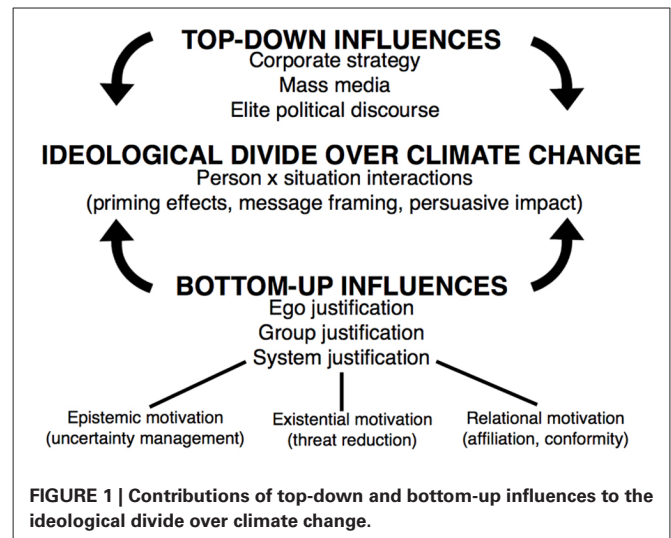 TOP-DOWN INFLUENCES
Corporate strategy
Mass media
Elite political discourse
IDEOLOGICAL DIVIDE OVER CLIMATE CHANGE
Person x situation interactions
(priming effects, message framing, persuasive impact)
BOTTOM-UP INFLUENCES
Ego justification
Group justification
System justification
Epistemic motivation
(uncertainty management)
Existential motivation
(threat reduction)
Relational motivation
(affiliation, conformity)
FIGURE 1 | Contributions of top-down and bottom-up influences to the
ideological divide over climate change.